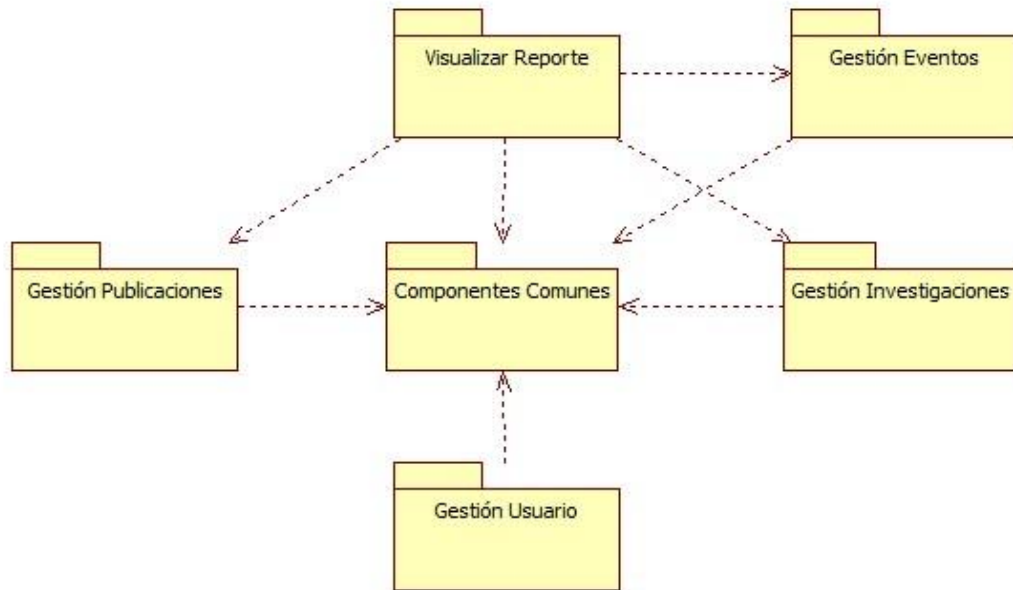 Visualizar Reporte
Gestión Eventos
Gestión Publicaciones
Componentes Comunes
Gestión Investigaciones
Gestión Usuario